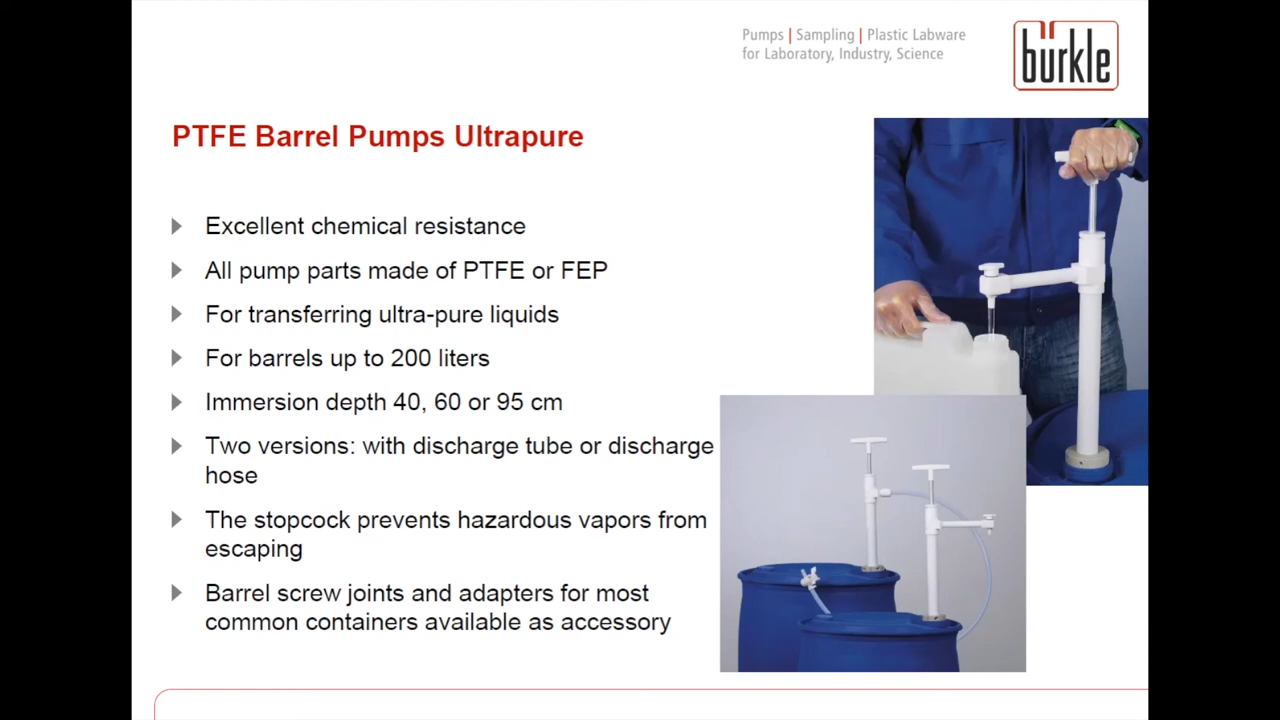 Pumps | Sampling | Plastic Labware
for Laboratory, Industry, Science
bürkle
PTFE Barrel Pumps Ultrapure
Excellent chemical resistance
All pump parts made of PTFE or FEP
For transferring ultra-pure liquids
For barrels up to 200 liters
Immersion depth 40, 60 or 95 cm
Two versions: with discharge tube or discharge
hose
The stopcock prevents hazardous vapors from
escaping
Barrel screw joints and adapters for most
common containers available as accessory